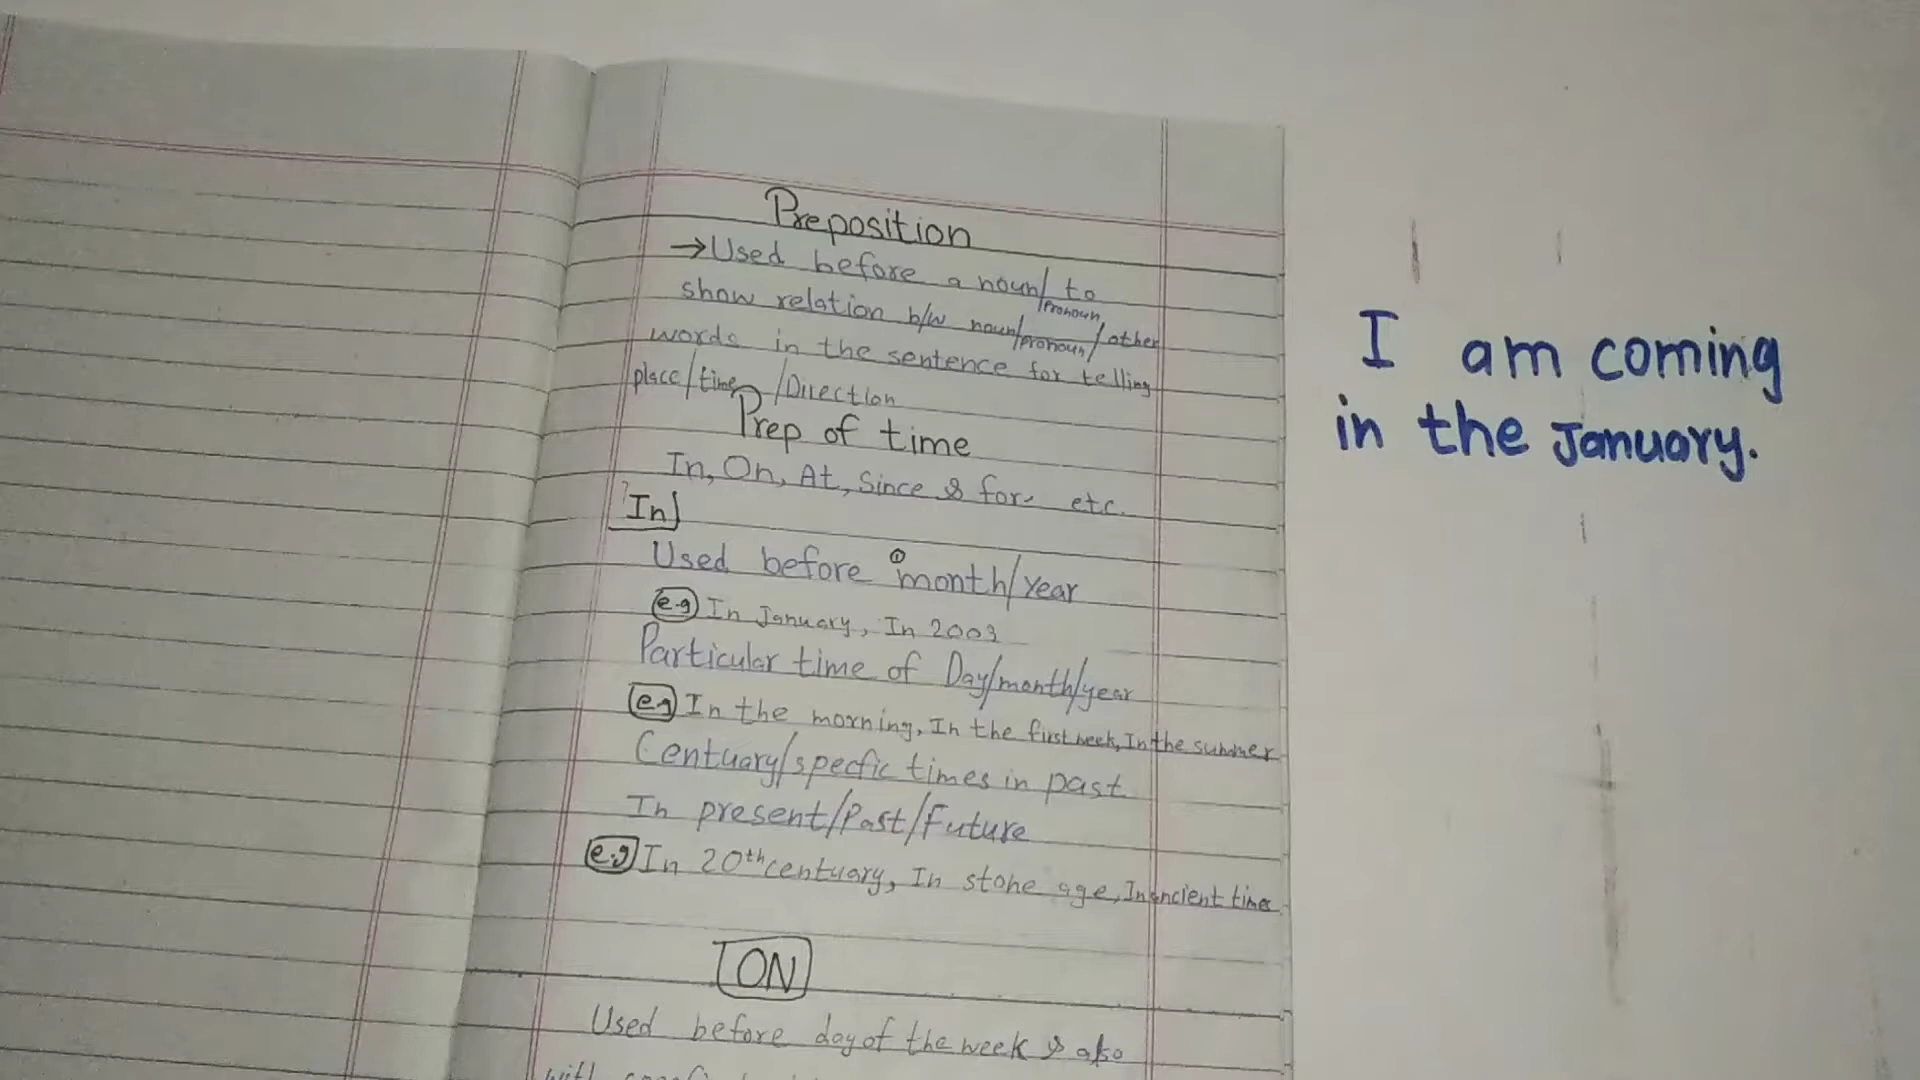 Preposition
→Used before a noun/pronoun to
show relation b/w noun/pronoun/other
words in the sentence for telling
place/time/Direction
Prep of time
In, On, At, Since & for etc.
In
Used before ① month/year
e.g In January, In 2003
Particular time of Day/month/year
e.g In the morning, In the first week, In the summer
Centuary/specfic times in past
In present/Past/Future
e.g In 20th centuary, In stone age, In ancient time
ON
Used before day of the week & also
I am coming
in the January.